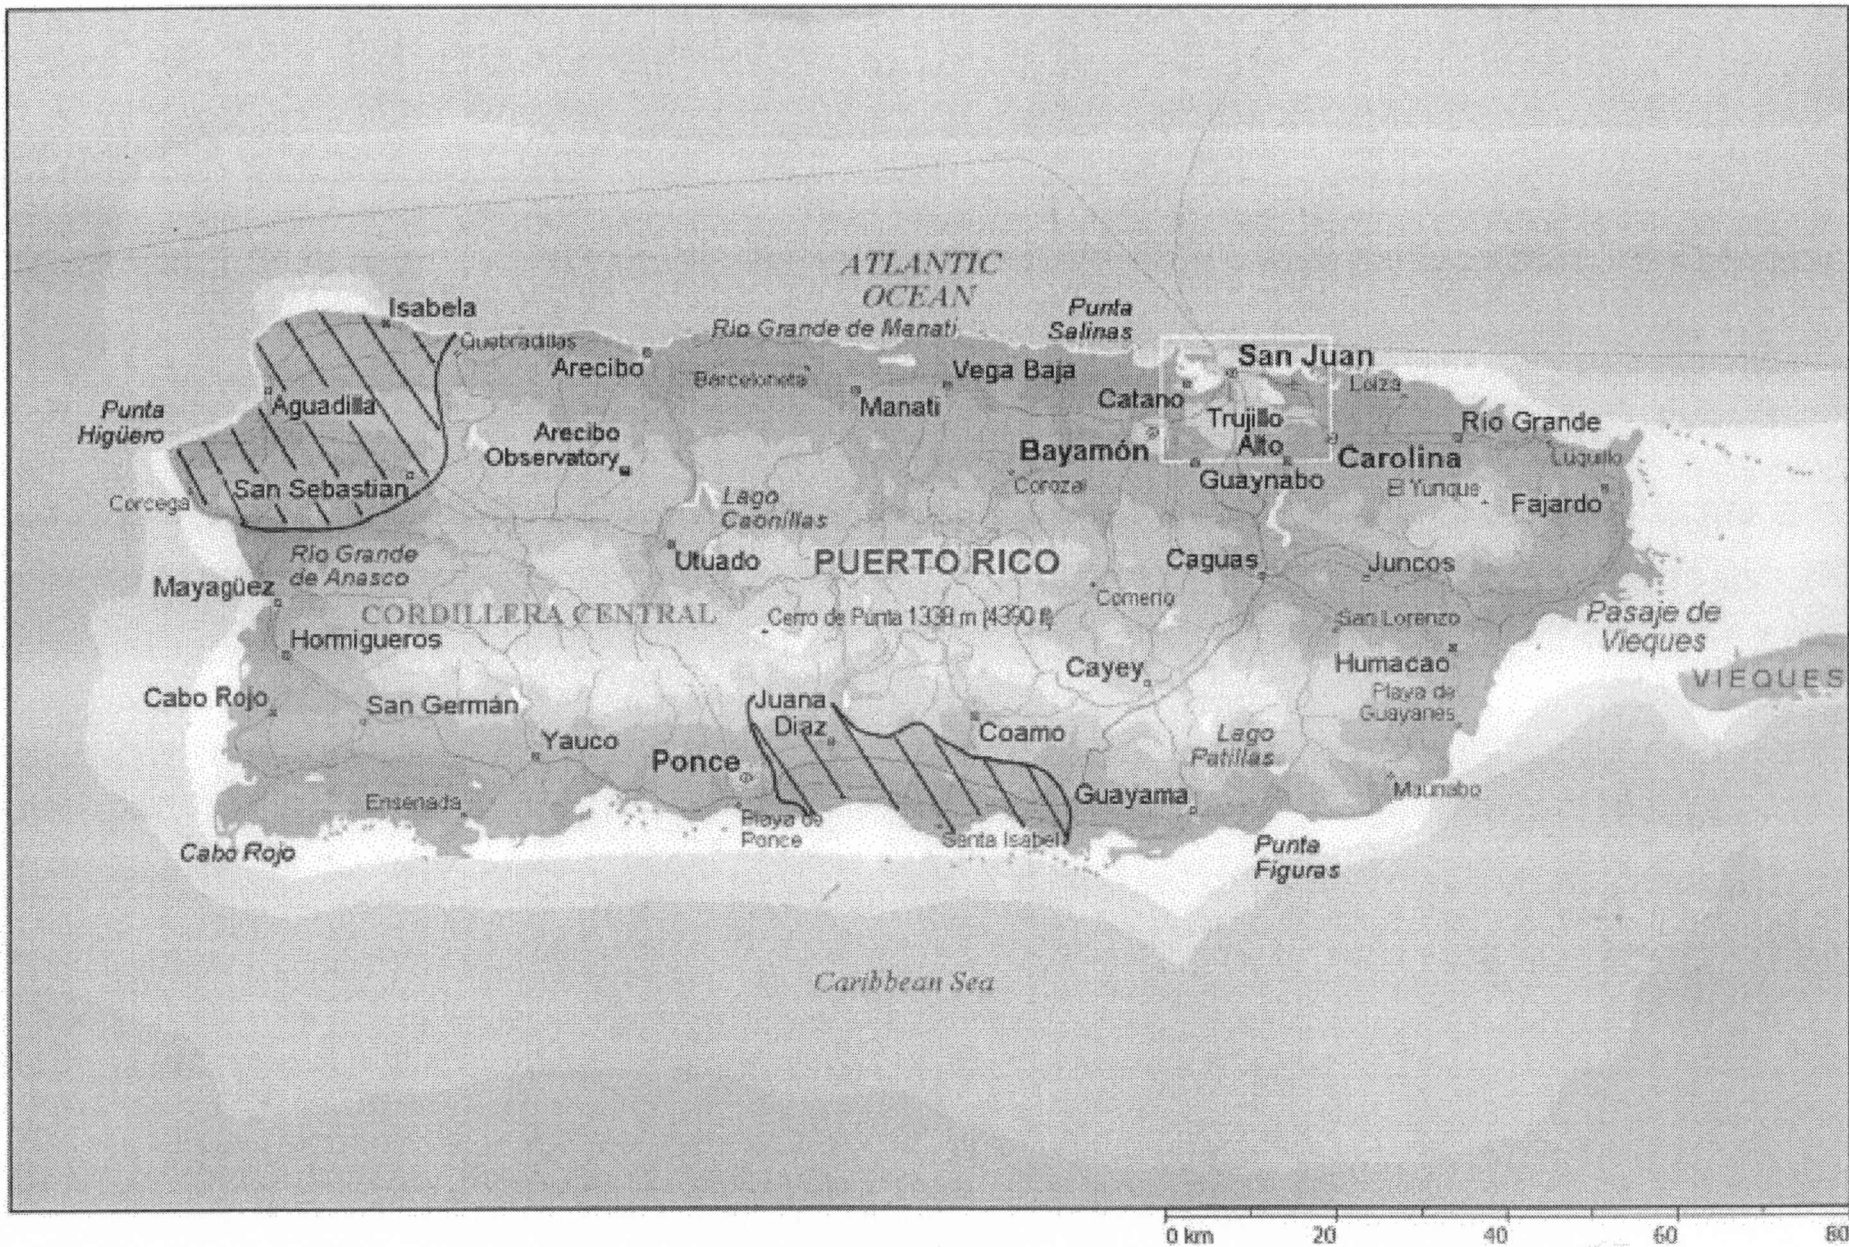 ATLANTIC
OCEAN
Isabela
Quebradillas
Rio Grande de Manati
Punta
Salinas
Arecibo
Barceloneta
Manati
Vega Baja
San Juan
Catano
Loiza
Trujillo
Alto
Rio Grande
Punta
Higüero
Aguadilla
Arecibo
Observatory
Bayamón
Carolina
Luquillo
San Sebastian
Corcega
Lago
Caonillas
Corozal
Guaynabo
El Yunque
Fajardo
Rio Grande
de Anasco
Utuado
PUERTO RICO
Caguas
Juncos
Mayagüez
CORDILLERA CENTRAL
Cerro de Punta 1338 m (4390 ft)
Comerio
San Lorenzo
Pasaje de
Vieques
Hormigueros
Cayey
Humacao
VIEQUES
Cabo Rojo
San Germán
Juana
Diaz
Coamo
Playa de
Guayanes
Yauco
Ponce
Lago
Patillas
Ensenada
Playa de
Ponce
Santa Isabel
Guayama
Maunabo
Cabo Rojo
Punta
Figuras
Caribbean Sea
0 km 20 40 60 80